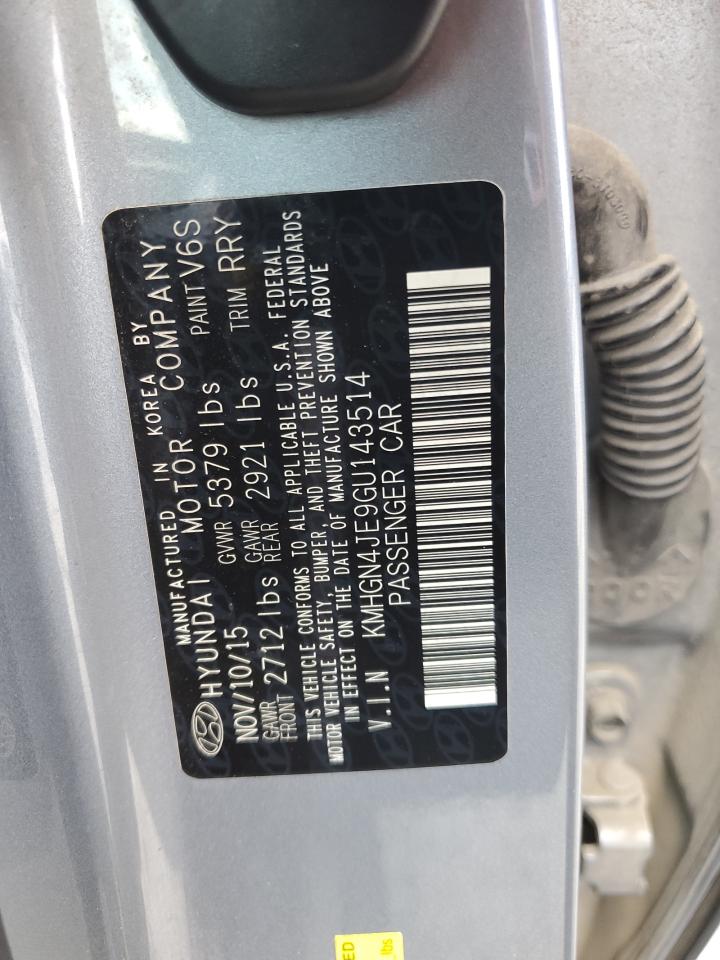 MANUFACTURED IN KOREA BY
HYUNDAI MOTOR COMPANY
NOV/10/15 GVWR 5379 lbs PAINT V6S
GAWR FRONT 2712 lbs GAWR REAR 2921 lbs TRIM RRY
THIS VEHICLE CONFORMS TO ALL APPLICABLE U.S.A. FEDERAL
MOTOR VEHICLE SAFETY, BUMPER, AND THEFT PREVENTION STANDARDS
IN EFFECT ON THE DATE OF MANUFACTURE SHOWN ABOVE
V.I.N KMHGN4JE9GU143514
PASSENGER CAR
ED
lbs